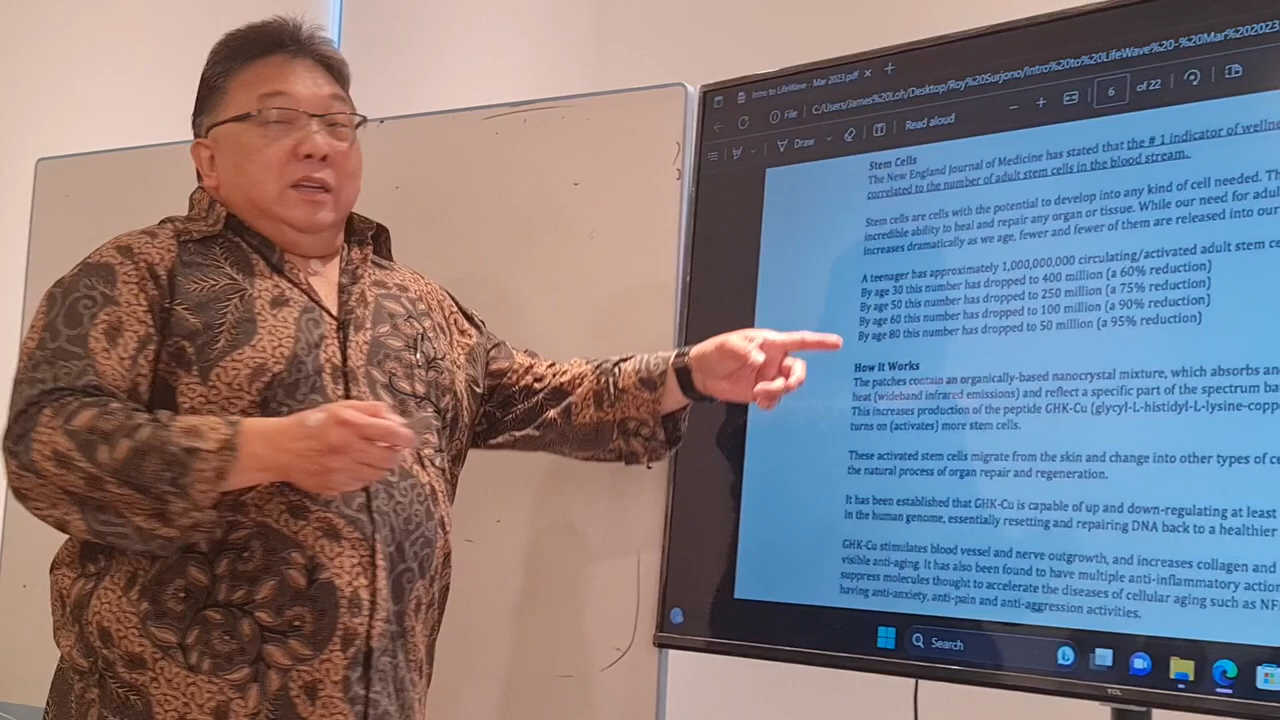 Intro to LifeWave - Mar 2023.pdf
File C:/Users/James%20Loh/Desktop/Roy%20Surjono/Intro%20to%20LifeWave%20-%20Mar%202023
6 of 22
Draw Read aloud
Stem Cells
The New England Journal of Medicine has stated that the # 1 indicator of wellne
correlated to the number of adult stem cells in the blood stream.
Stem cells are cells with the potential to develop into any kind of cell needed. Th
incredible ability to heal and repair any organ or tissue. While our need for adul
increases dramatically as we age, fewer and fewer of them are released into our
A teenager has approximately 1,000,000,000 circulating/activated adult stem ce
By age 30 this number has dropped to 400 million (a 60% reduction)
By age 50 this number has dropped to 250 million (a 75% reduction)
By age 60 this number has dropped to 100 million (a 90% reduction)
By age 80 this number has dropped to 50 million (a 95% reduction)
How It Works
The patches contain an organically-based nanocrystal mixture, which absorbs an
heat (wideband infrared emissions) and reflect a specific part of the spectrum ba
This increases production of the peptide GHK-Cu (glycyl-L-histidyl-L-lysine-copp
turns on (activates) more stem cells.
These activated stem cells migrate from the skin and change into other types of ce
the natural process of organ repair and regeneration.
It has been established that GHK-Cu is capable of up and down-regulating at least
in the human genome, essentially resetting and repairing DNA back to a healthier
GHK-Cu stimulates blood vessel and nerve outgrowth, and increases collagen and
visible anti-aging. It has also been found to have multiple anti-inflammatory action
suppress molecules thought to accelerate the diseases of cellular aging such as NF
having anti-anxiety, anti-pain and anti-aggression activities.
Search
TCL